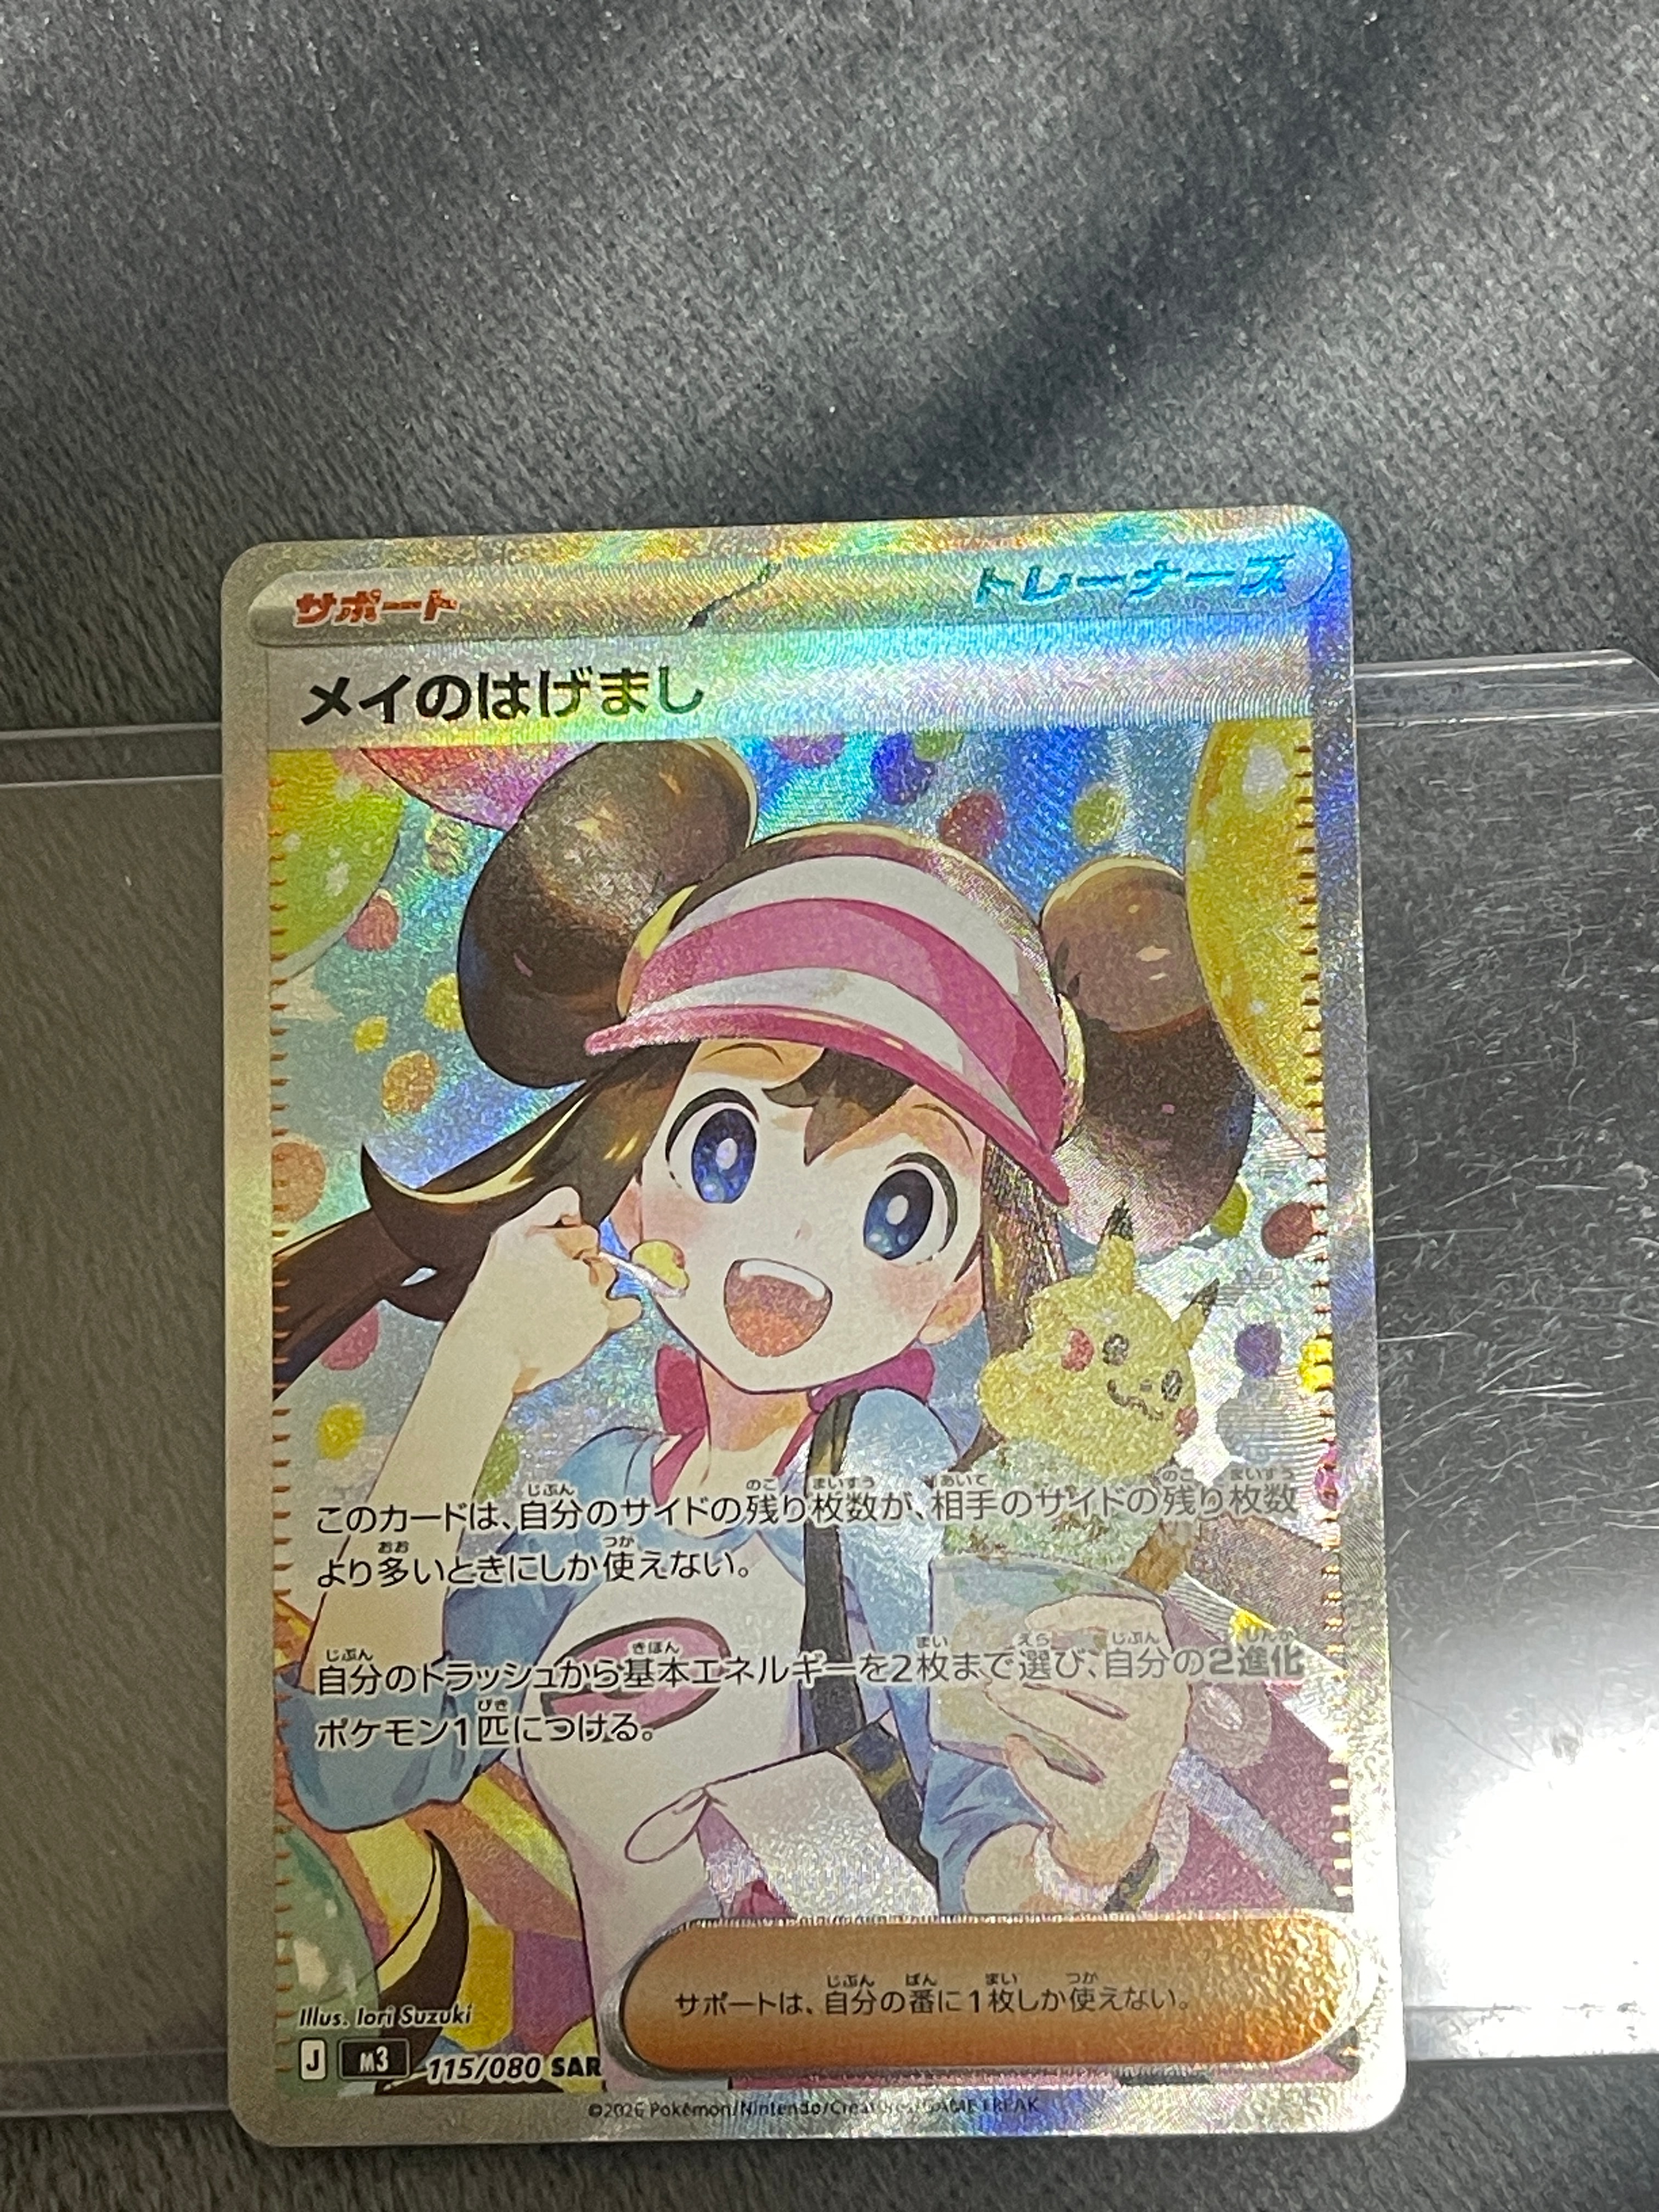 サポート
トレーナーズ
メイのはげまし
このカードは、自分のサイドの残り枚数が、相手のサイドの残り枚数
より多いときにしか使えない。
自分のトラッシュから基本エネルギーを2枚まで選び、自分の2進化
ポケモン1匹につける。
サポートは、自分の番に1枚しか使えない。
Illus. Iori Suzuki
J M3 115/080 SAR
©2026 Pokémon/Nintendo/Creatures/GAME FREAK